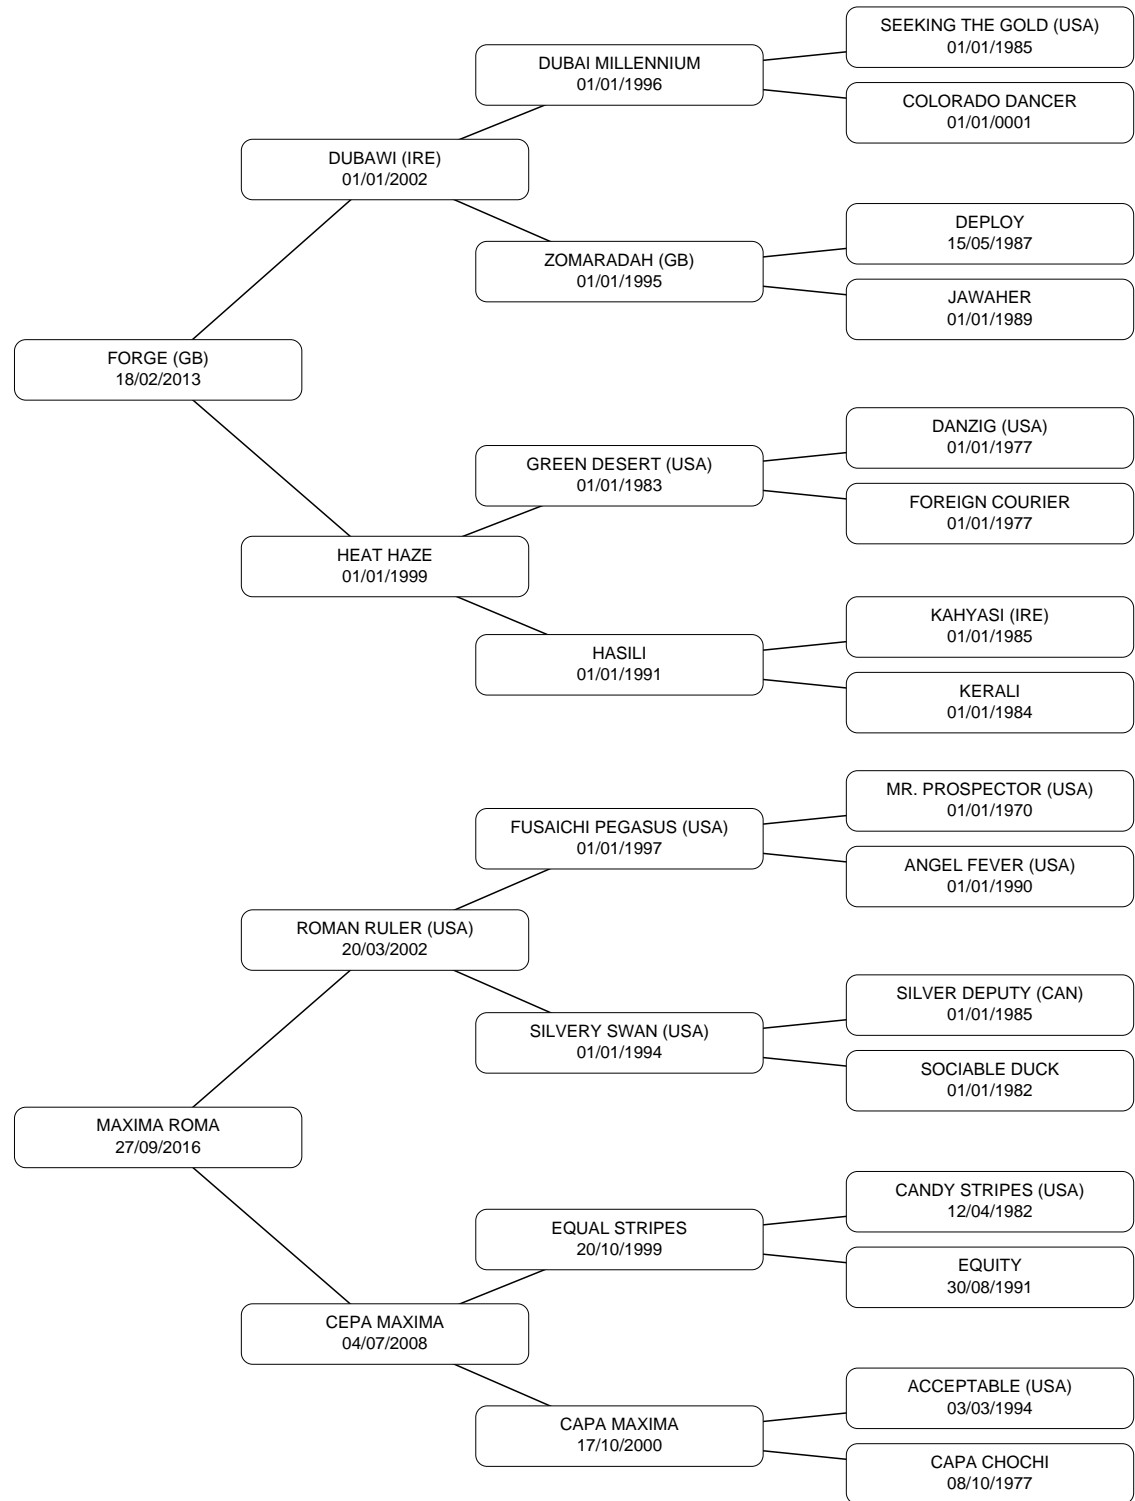 SEEKING THE GOLD (USA)
01/01/1985
DUBAI MILLENNIUM
01/01/1996
COLORADO DANCER
01/01/0001
DUBAWI (IRE)
01/01/2002
DEPLOY
15/05/1987
ZOMARADAH (GB)
01/01/1995
JAWAHER
01/01/1989
FORGE (GB)
18/02/2013
DANZIG (USA)
01/01/1977
GREEN DESERT (USA)
01/01/1983
FOREIGN COURIER
01/01/1977
HEAT HAZE
01/01/1999
KAHYASI (IRE)
01/01/1985
HASILI
01/01/1991
KERALI
01/01/1984
MR. PROSPECTOR (USA)
01/01/1970
FUSAICHI PEGASUS (USA)
01/01/1997
ANGEL FEVER (USA)
01/01/1990
ROMAN RULER (USA)
20/03/2002
SILVER DEPUTY (CAN)
01/01/1985
SILVERY SWAN (USA)
01/01/1994
SOCIABLE DUCK
01/01/1982
MAXIMA ROMA
27/09/2016
CANDY STRIPES (USA)
12/04/1982
EQUAL STRIPES
20/10/1999
EQUITY
30/08/1991
CEPA MAXIMA
04/07/2008
ACCEPTABLE (USA)
03/03/1994
CAPA MAXIMA
17/10/2000
CAPA CHOCHI
08/10/1977